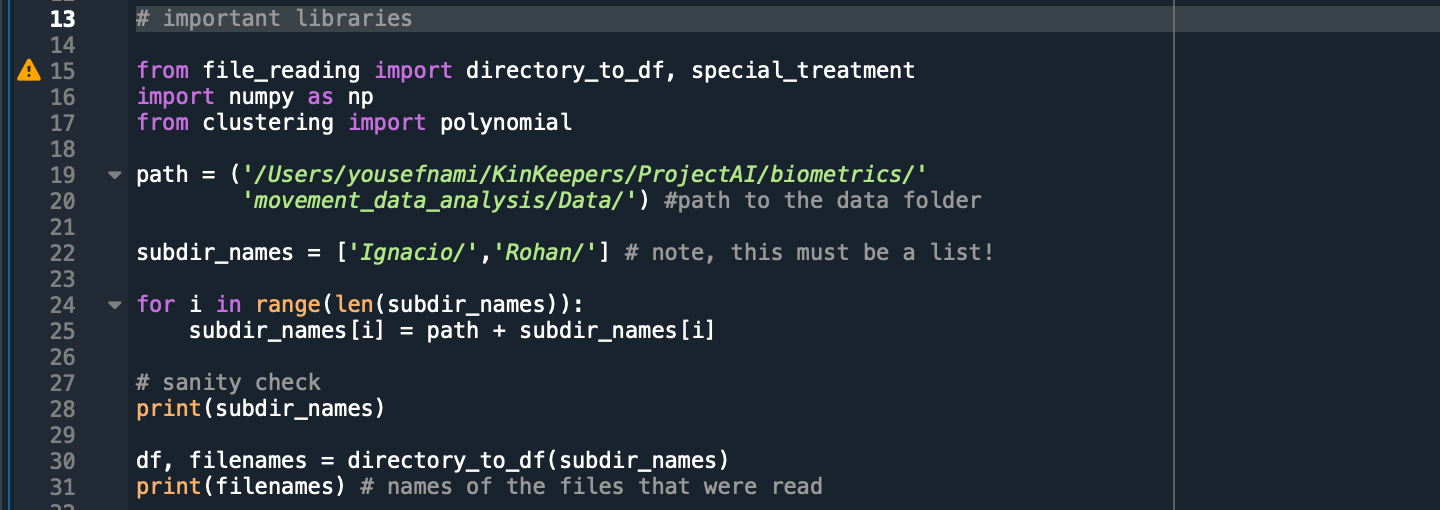 13 # important libraries
14
15 from file_reading import directory_to_df, special_treatment
16 import numpy as np
17 from clustering import polynomial
18
19 path = ('/Users/yousefnami/KinKeepers/ProjectAI/biometrics/'
20         'movement_data_analysis/Data/') #path to the data folder
21
22 subdir_names = ['Ignacio/','Rohan/'] # note, this must be a list!
23
24 for i in range(len(subdir_names)):
25     subdir_names[i] = path + subdir_names[i]
26
27 # sanity check
28 print(subdir_names)
29
30 df, filenames = directory_to_df(subdir_names)
31 print(filenames) # names of the files that were read